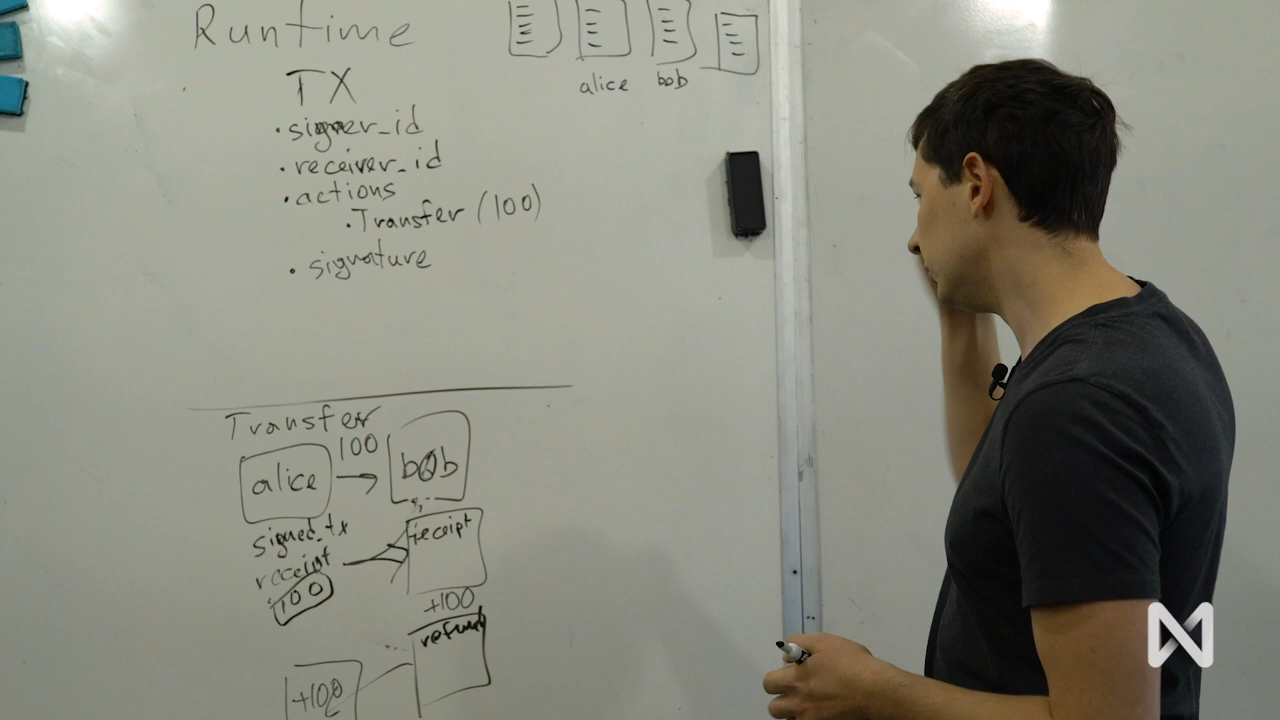 Runtime
alice bob
TX
• signer_id
• receiver_id
• actions
• Transfer (100)
• signature
Transfer
100
alice → bob
signed_tx
receipt
receipt
100
+100
refund
+100